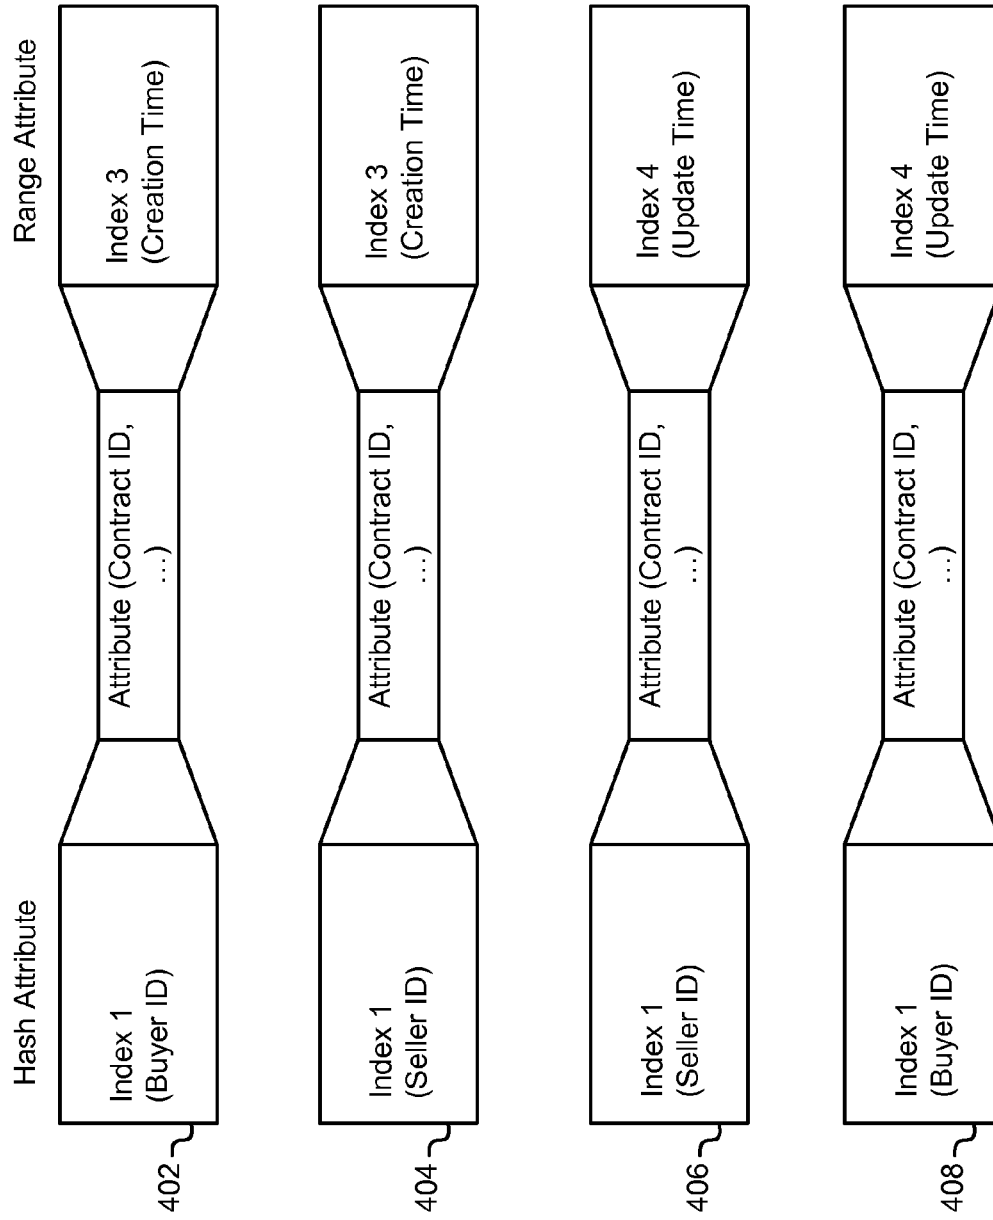 Hash Attribute
Range Attribute
Index 1
(Buyer ID)
Attribute (Contract ID,
…)
Index 3
(Creation Time)
402
Index 1
(Seller ID)
Attribute (Contract ID,
…)
Index 3
(Creation Time)
404
Index 1
(Seller ID)
Attribute (Contract ID,
…)
Index 4
(Update Time)
406
Index 1
(Buyer ID)
Attribute (Contract ID,
…)
Index 4
(Update Time)
408